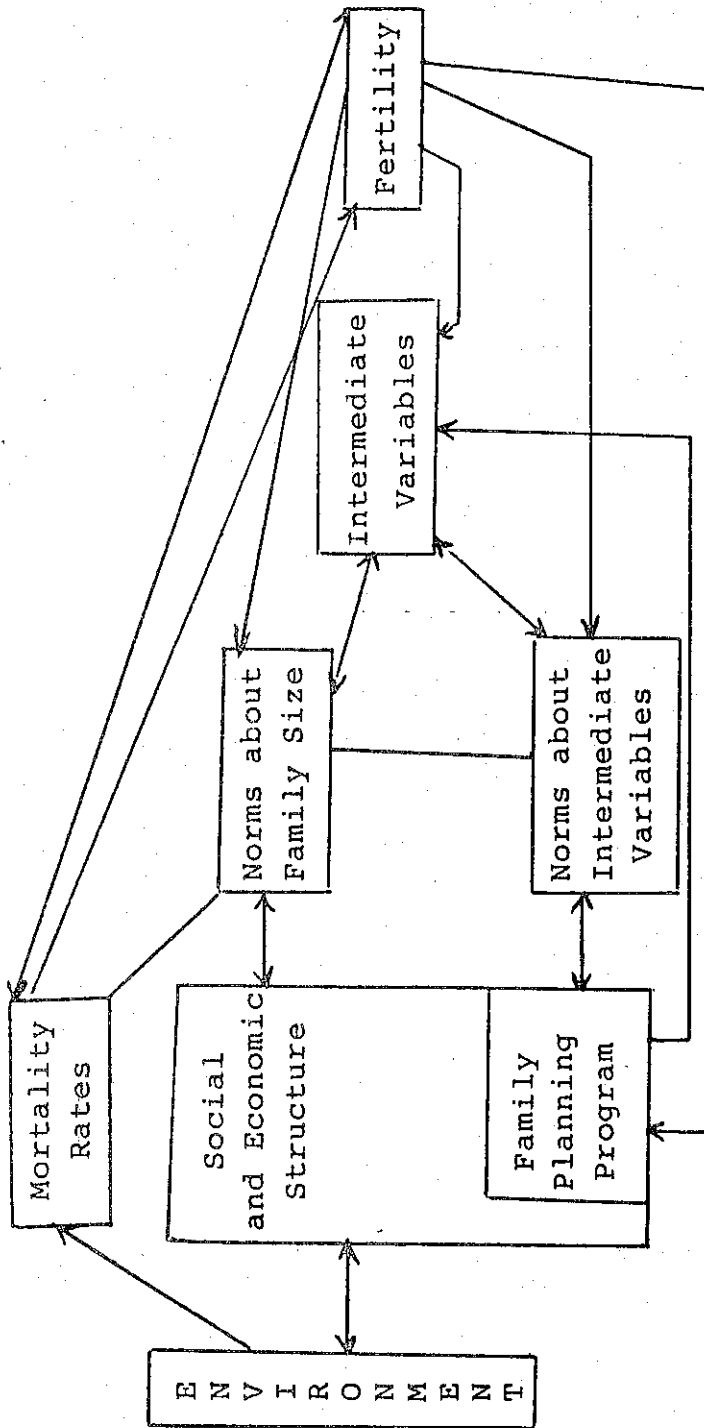 E
N
V
I
R
O
N
M
E
N
T
Mortality
Rates
Social
and Economic
Structure
Family
Planning
Program
Norms about
Family Size
Norms about
Intermediate
Variables
Intermediate
Variables
Fertility